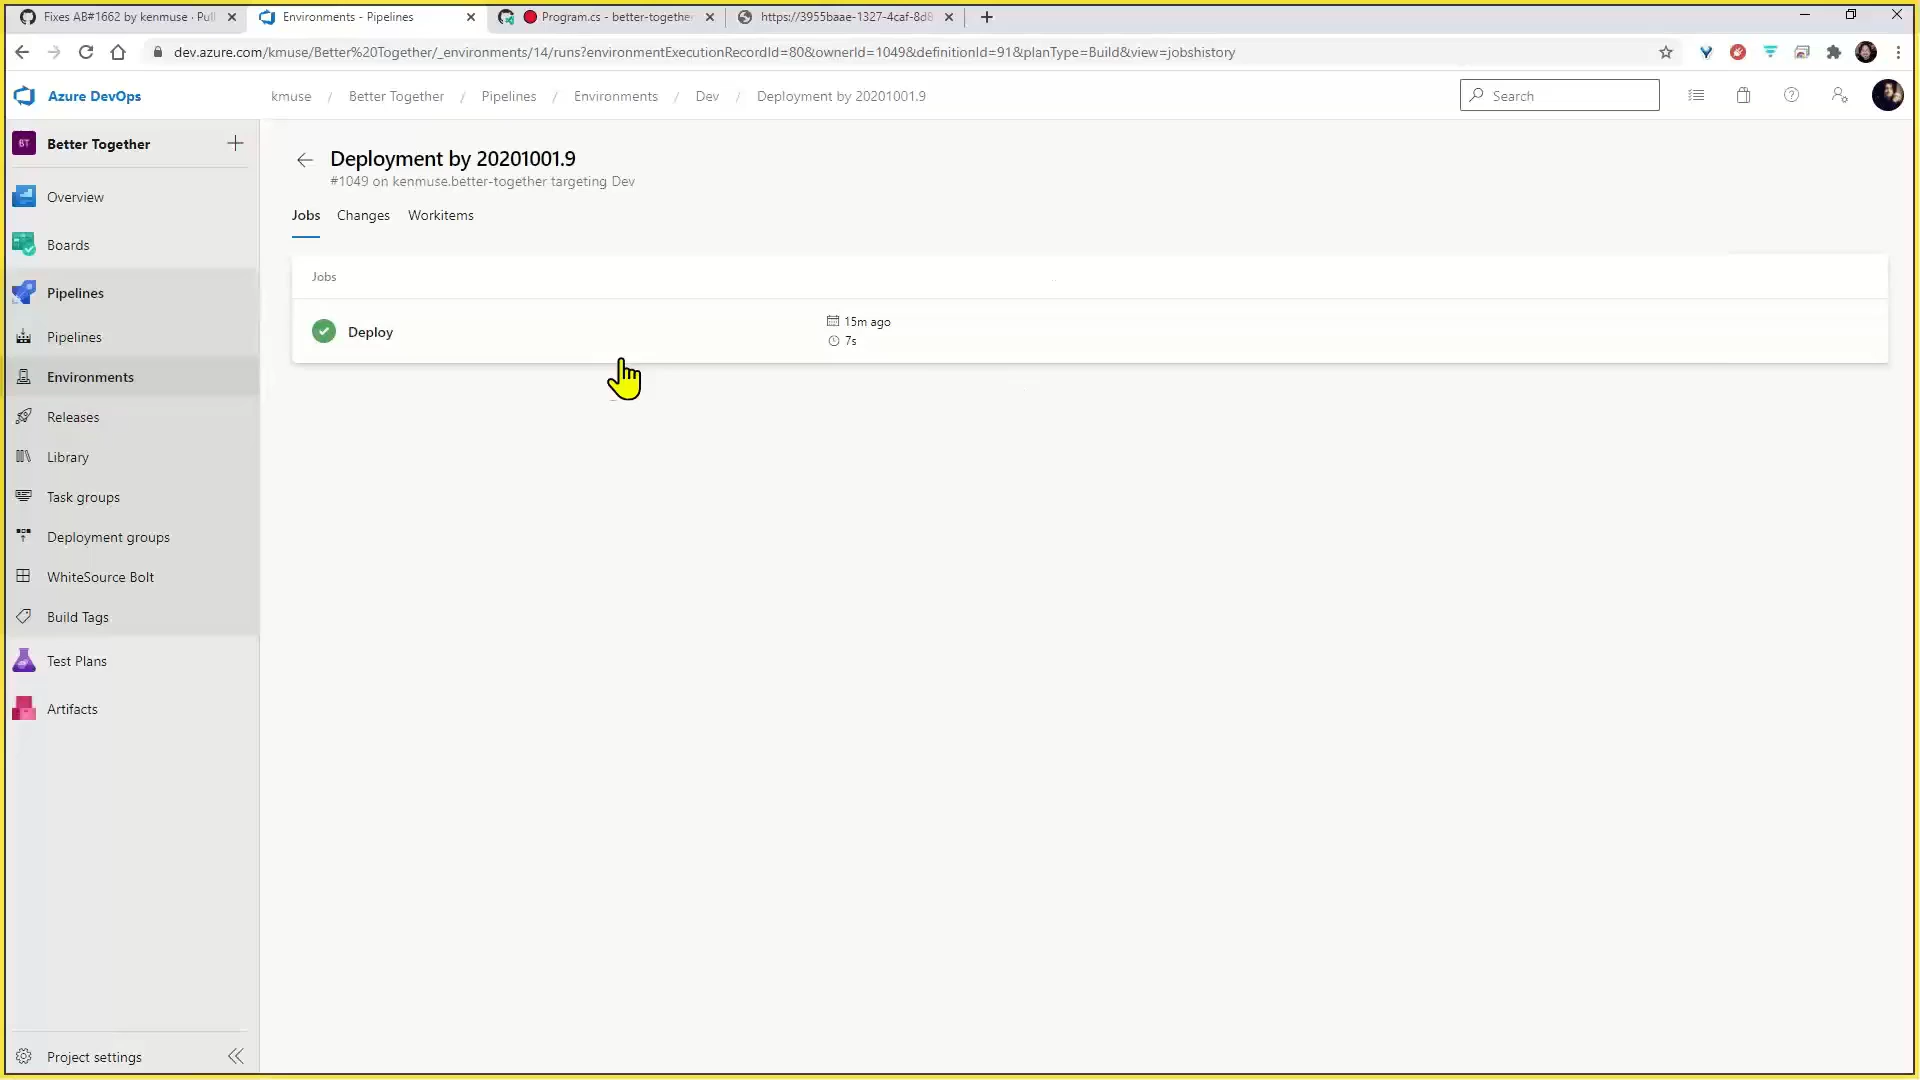 Fixes AB#1662 by kenmuse · Pul
Environments - Pipelines
Program.cs - better-together
https://3955baae-1327-4caf-8d8
dev.azure.com/kmuse/Better%20Together/_environments/14/runs?environmentExecutionRecordId=80&ownerId=1049&definitionId=91&planType=Build&view=jobshistory
Azure DevOps
kmuse / Better Together / Pipelines / Environments / Dev / Deployment by 20201001.9
Search
BT
Better Together
Overview
Boards
Pipelines
Pipelines
Environments
Releases
Library
Task groups
Deployment groups
WhiteSource Bolt
Build Tags
Test Plans
Artifacts
Project settings
Deployment by 20201001.9
#1049 on kenmuse.better-together targeting Dev
Jobs Changes Workitems
Jobs
Deploy
15m ago
7s